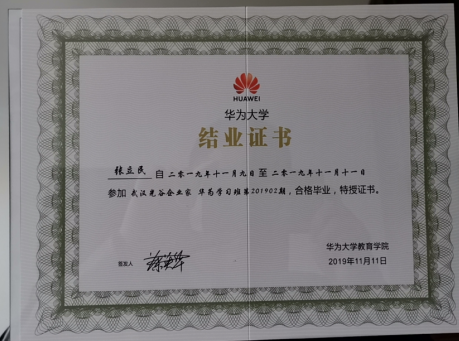 HUAWEI
华为大学
结业证书
张立民 自二零一九年十一月九日至二零一九年十一月十一日
参加 武汉光谷企业家 华为学习班第201902期,合格毕业,特授证书。
签发人
华为大学教育学院
2019年11月11日